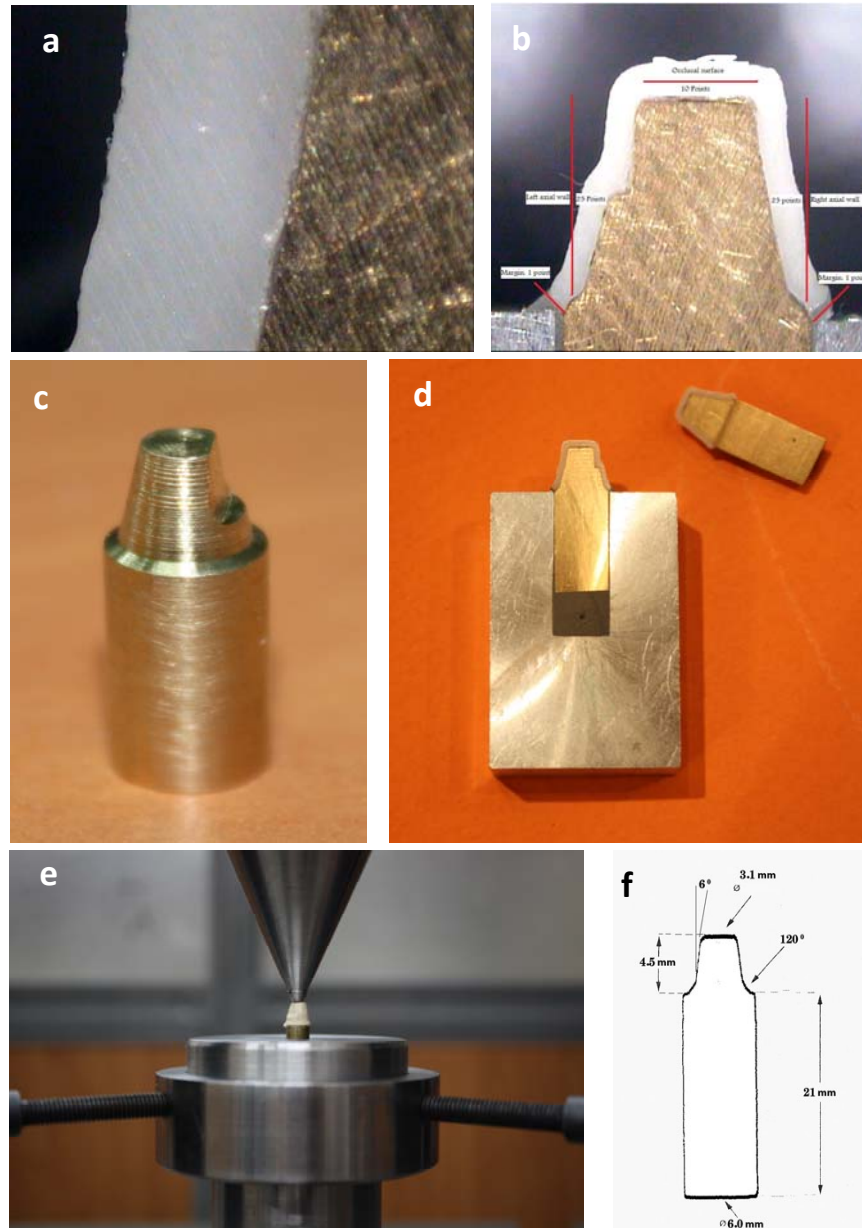 a
b
Occlusal surface
10 Points
Left axial wall
25 Points
25 points
Right axial wall
Margin, 1 point
Margin, 1 poi
c
d
e
f
6°
⌀
3.1 mm
120°
4.5 mm
21 mm
⌀6.0 mm